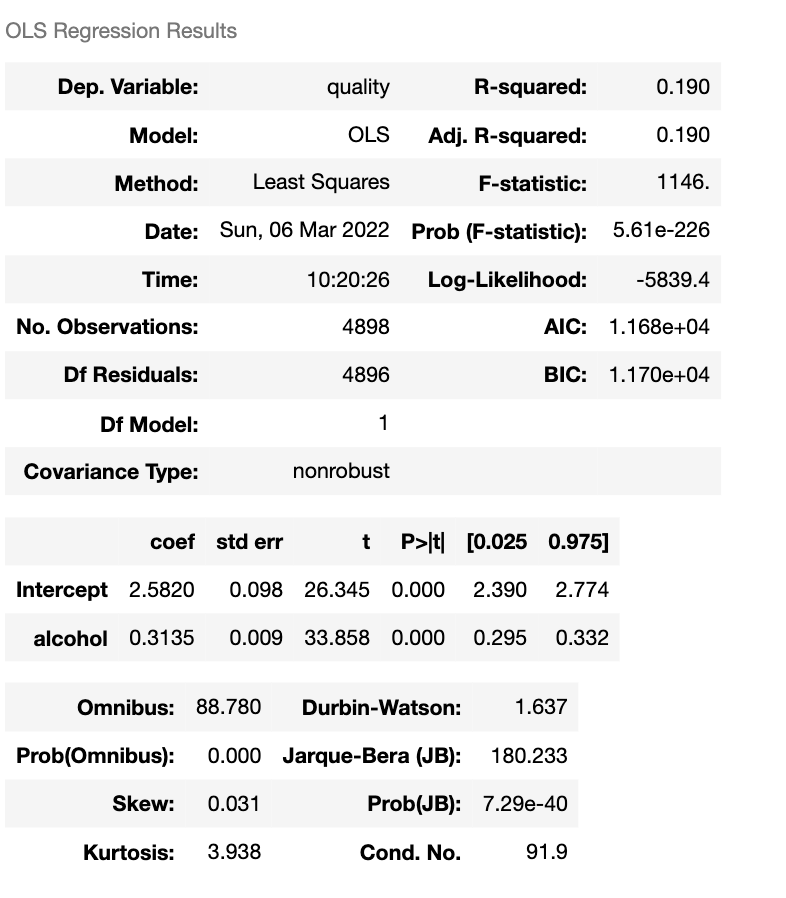 OLS Regression Results
Dep. Variable: quality R-squared: 0.190
Model: OLS Adj. R-squared: 0.190
Method: Least Squares F-statistic: 1146.
Date: Sun, 06 Mar 2022 Prob (F-statistic): 5.61e-226
Time: 10:20:26 Log-Likelihood: -5839.4
No. Observations: 4898 AIC: 1.168e+04
Df Residuals: 4896 BIC: 1.170e+04
Df Model: 1
Covariance Type: nonrobust
coef std err t P>|t| [0.025 0.975]
Intercept 2.5820 0.098 26.345 0.000 2.390 2.774
alcohol 0.3135 0.009 33.858 0.000 0.295 0.332
Omnibus: 88.780 Durbin-Watson: 1.637
Prob(Omnibus): 0.000 Jarque-Bera (JB): 180.233
Skew: 0.031 Prob(JB): 7.29e-40
Kurtosis: 3.938 Cond. No. 91.9